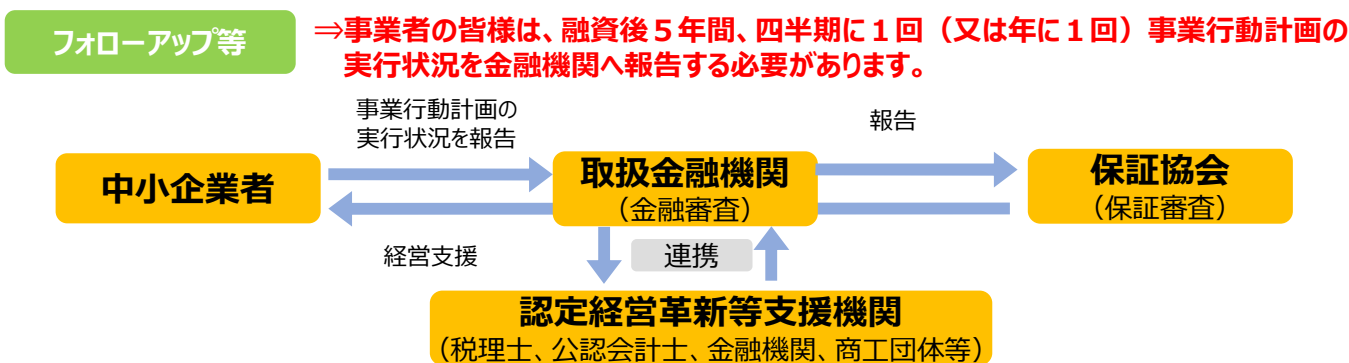 フォローアップ等
⇒事業者の皆様は、融資後５年間、四半期に１回（又は年に１回）事業行動計画の
実行状況を金融機関へ報告する必要があります。
事業行動計画の
実行状況を報告
報告
中小企業者
取扱金融機関
（金融審査）
保証協会
（保証審査）
経営支援
連携
認定経営革新等支援機関
（税理士、公認会計士、金融機関、商工団体等）